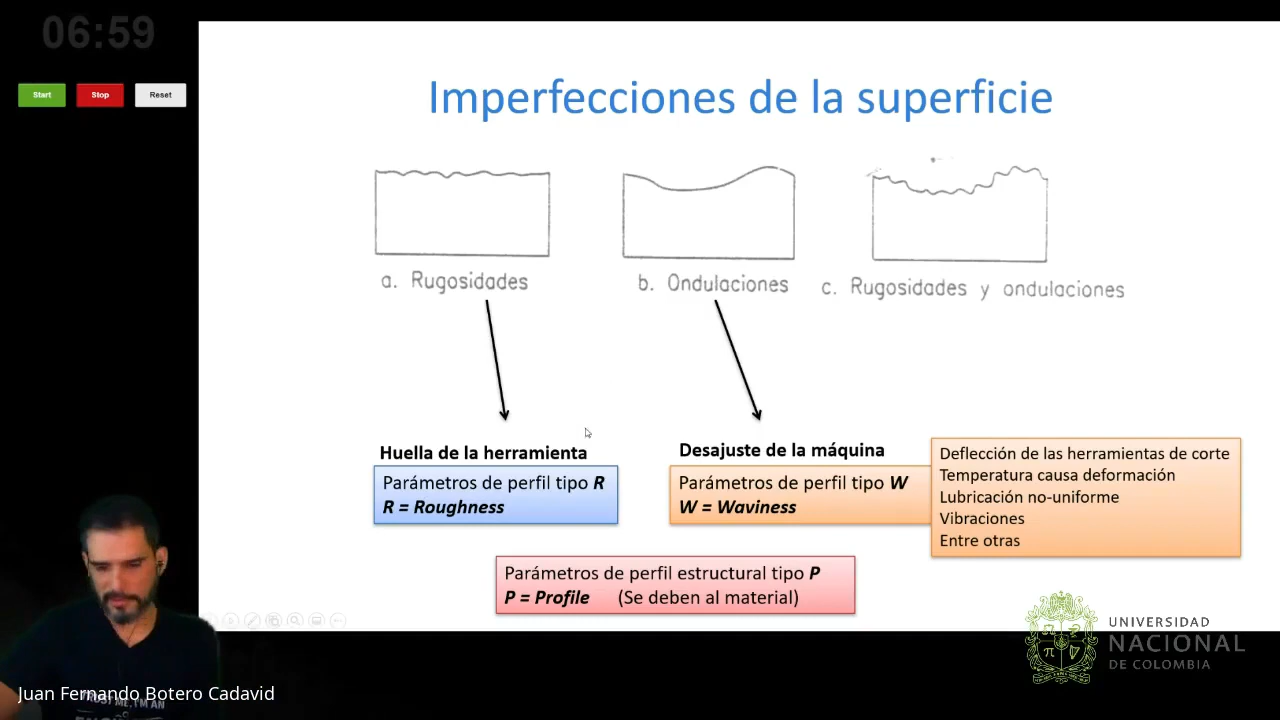 06:59
Start
Stop
Reset
Imperfecciones de la superficie
a. Rugosidades
b. Ondulaciones
c. Rugosidades y ondulaciones
Huella de la herramienta
Parámetros de perfil tipo R
R = Roughness
Desajuste de la máquina
Parámetros de perfil tipo W
W = Waviness
Deflección de las herramientas de corte
Temperatura causa deformación
Lubricación no-uniforme
Vibraciones
Entre otras
Parámetros de perfil estructural tipo P
P = Profile (Se deben al material)
UNIVERSIDAD
NACIONAL
DE COLOMBIA
Juan Fernando Botero Cadavid
TRUST ME, I'M AN